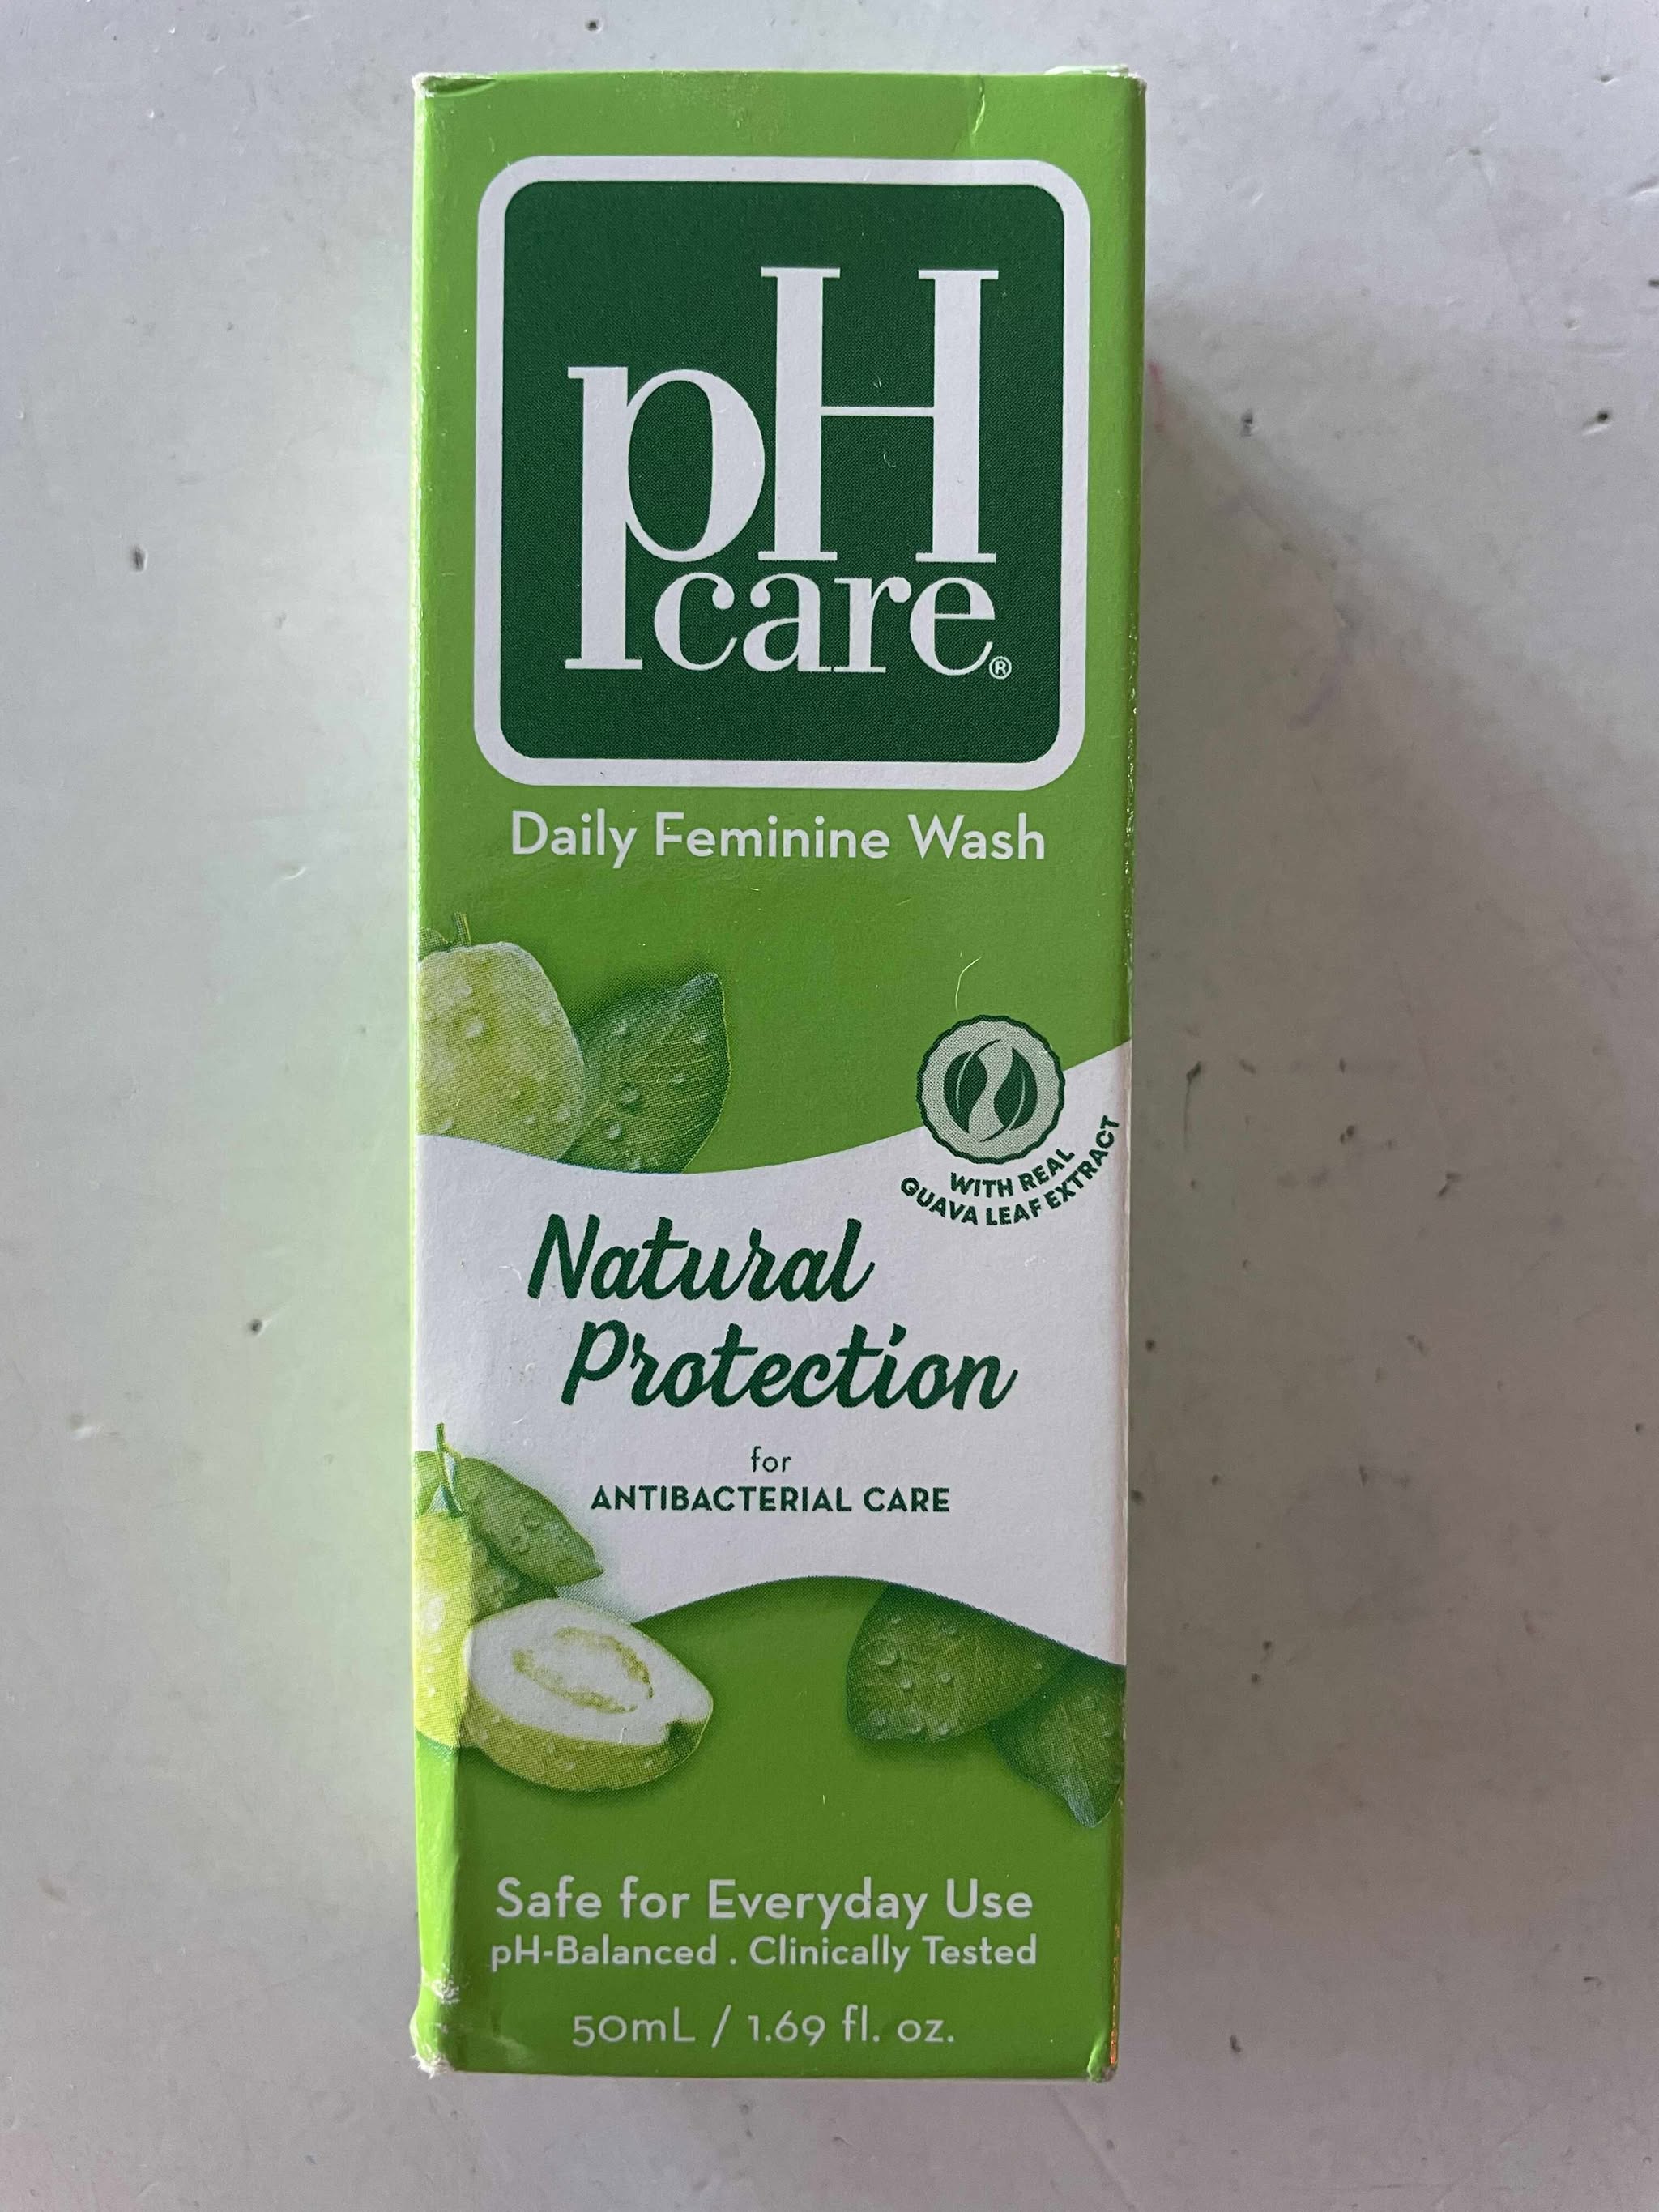 pH
care®
Daily Feminine Wash
WITH REAL
GUAVA LEAF EXTRACT
Natural
Protection
for
ANTIBACTERIAL CARE
Safe for Everyday Use
pH-Balanced . Clinically Tested
50mL / 1.69 fl. oz.